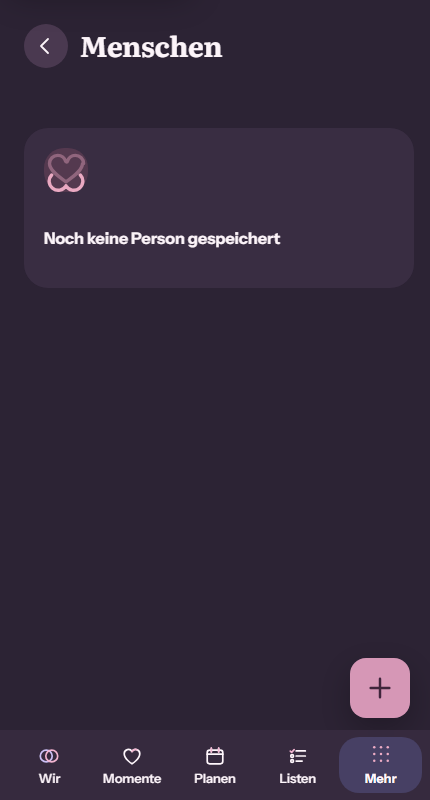 Menschen
Noch keine Person gespeichert
Wir
Momente
Planen
Listen
Mehr